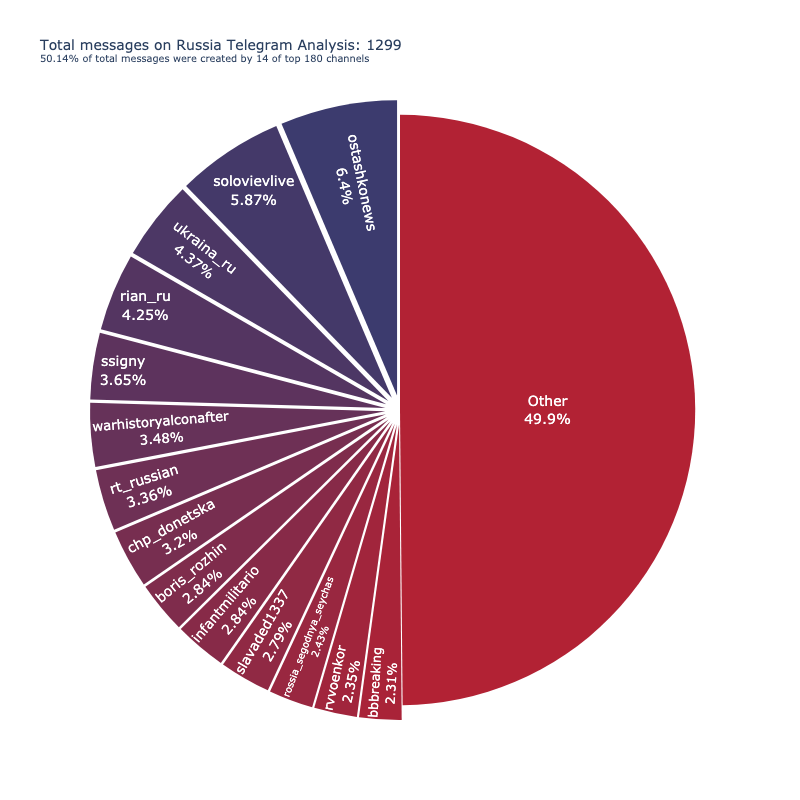 Total messages on Russia Telegram Analysis: 1299
50.14% of total messages were created by 14 of top 180 channels
ostashkonews
6.4%
solovievlive
5.87%
ukraina_ru
4.37%
rian_ru
4.25%
ssigny
3.65%
warhistoryalconafter
3.48%
rt_russian
3.36%
chp_donetska
3.2%
boris_rozhin
2.84%
infantmilitario
2.84%
slavaded1337
2.79%
rossia_segodnya_seychas
2.43%
rvvoenkor
2.35%
bbbreaking
2.31%
Other
49.9%